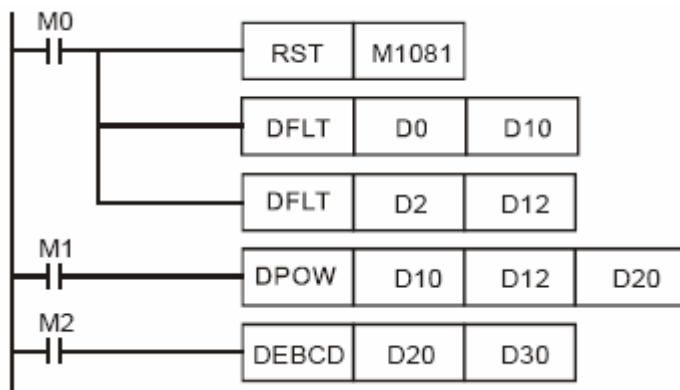 M0
RST M1081
DFLT D0 D10
DFLT D2 D12
M1
DPOW D10 D12 D20
M2
DEBCD D20 D30